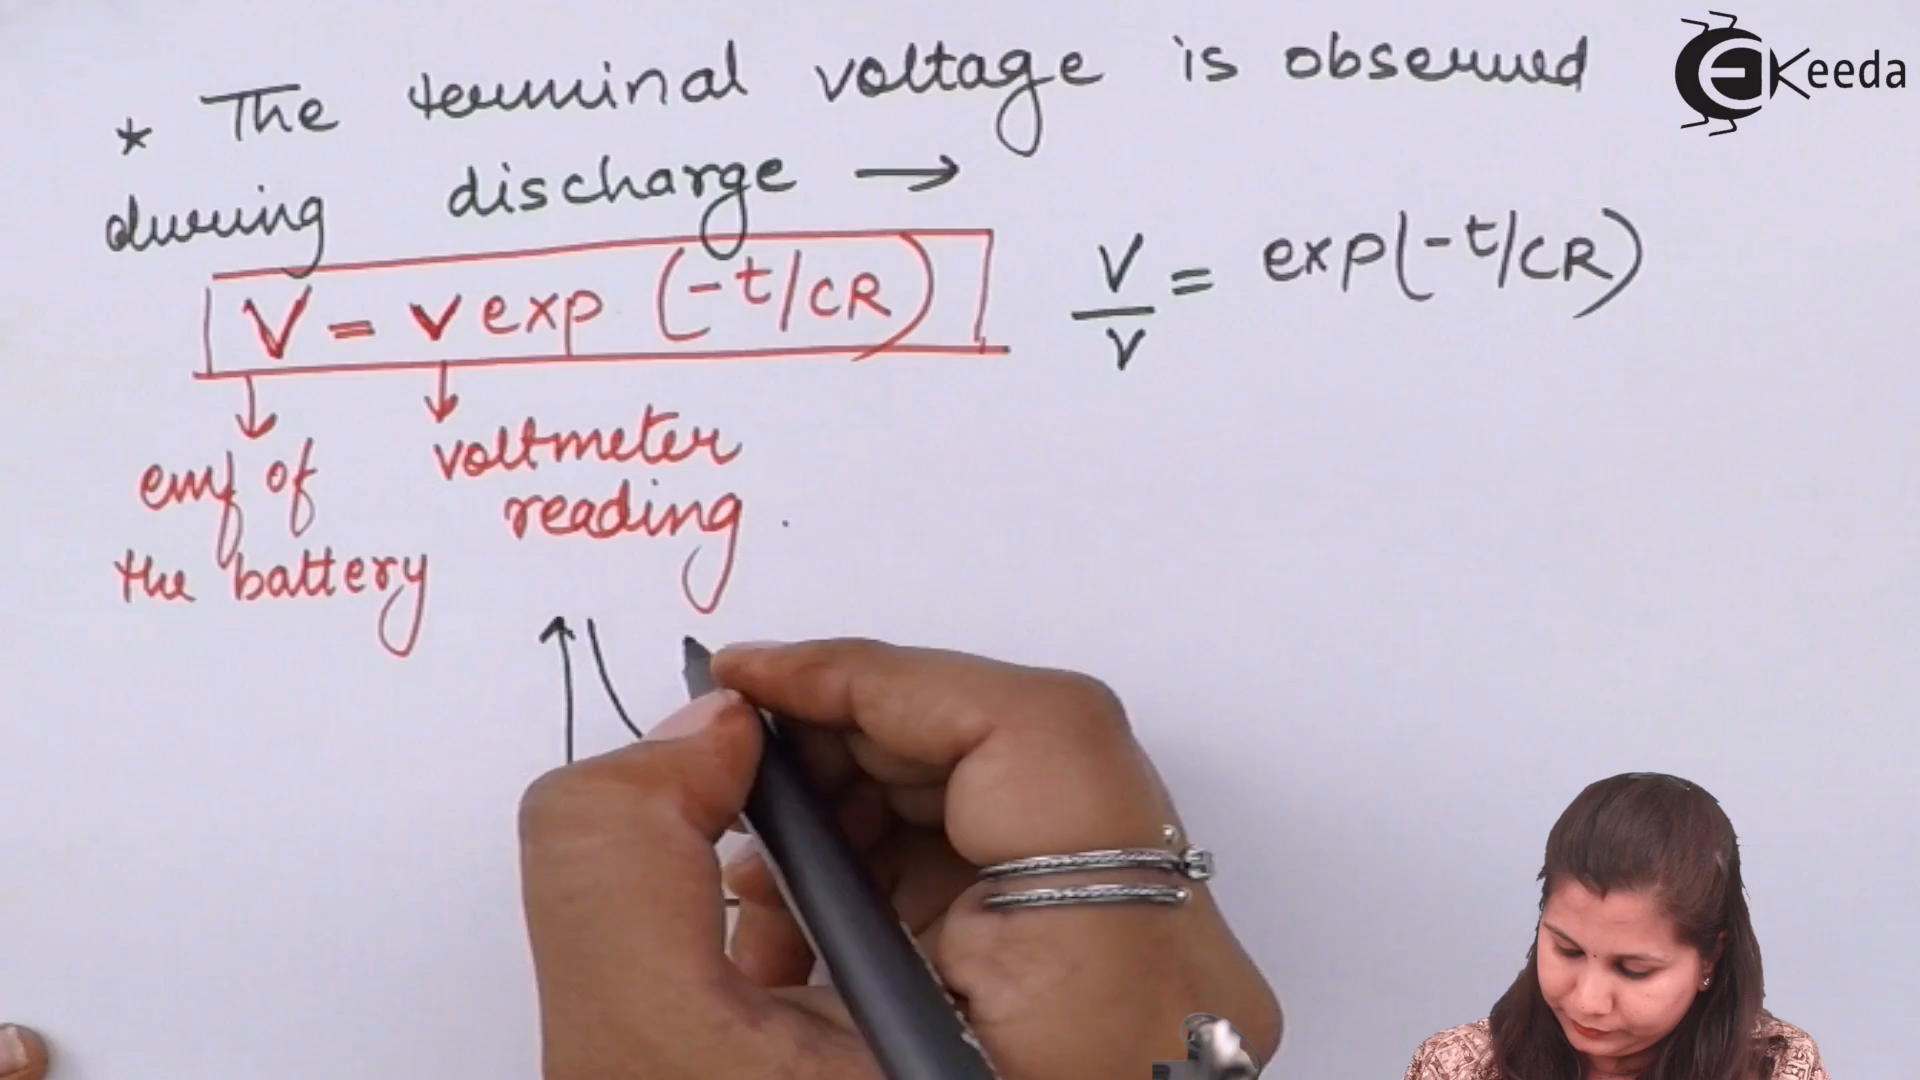 Keeda
* The terminal voltage is observed
during discharge →
V = v exp (-t/CR)
V/v = exp(-t/CR)
emf of
the battery
voltmeter
reading.